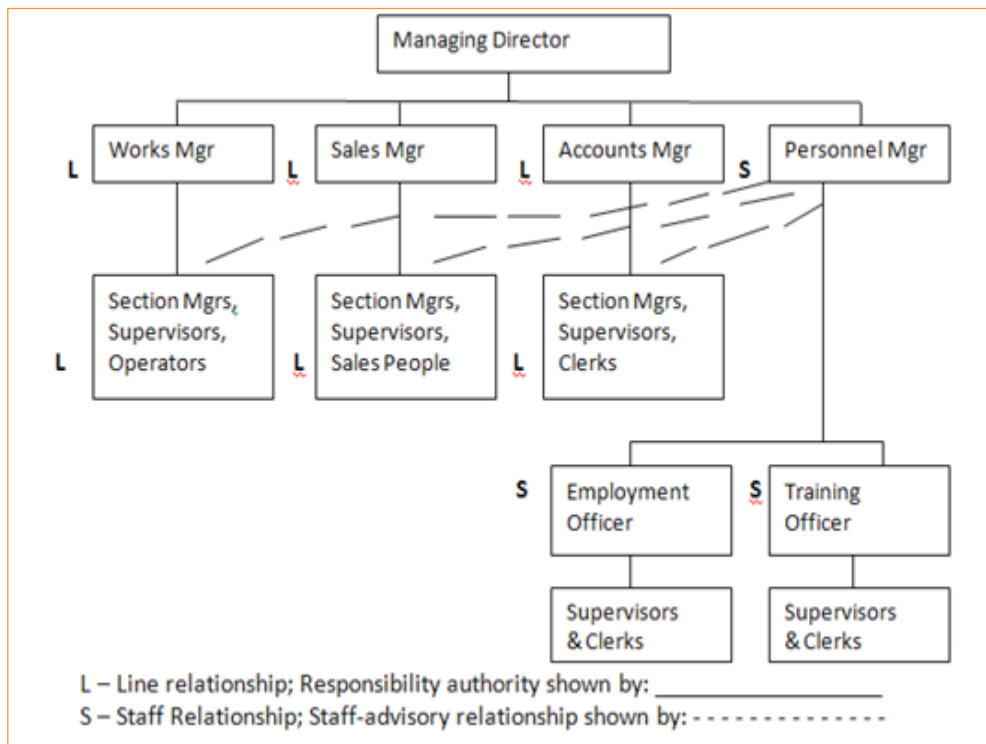 Managing Director
Works Mgr
Sales Mgr
Accounts Mgr
Personnel Mgr
L
L
L
S
Section Mgrs,
Supervisors,
Operators
Section Mgrs,
Supervisors,
Sales People
Section Mgrs,
Supervisors,
Clerks
L
L
L
S
Employment
Officer
S
Training
Officer
Supervisors
& Clerks
Supervisors
& Clerks
L – Line relationship; Responsibility authority shown by: _______________________
S – Staff Relationship; Staff-advisory relationship shown by: - - - - - - - - - - - - - - -